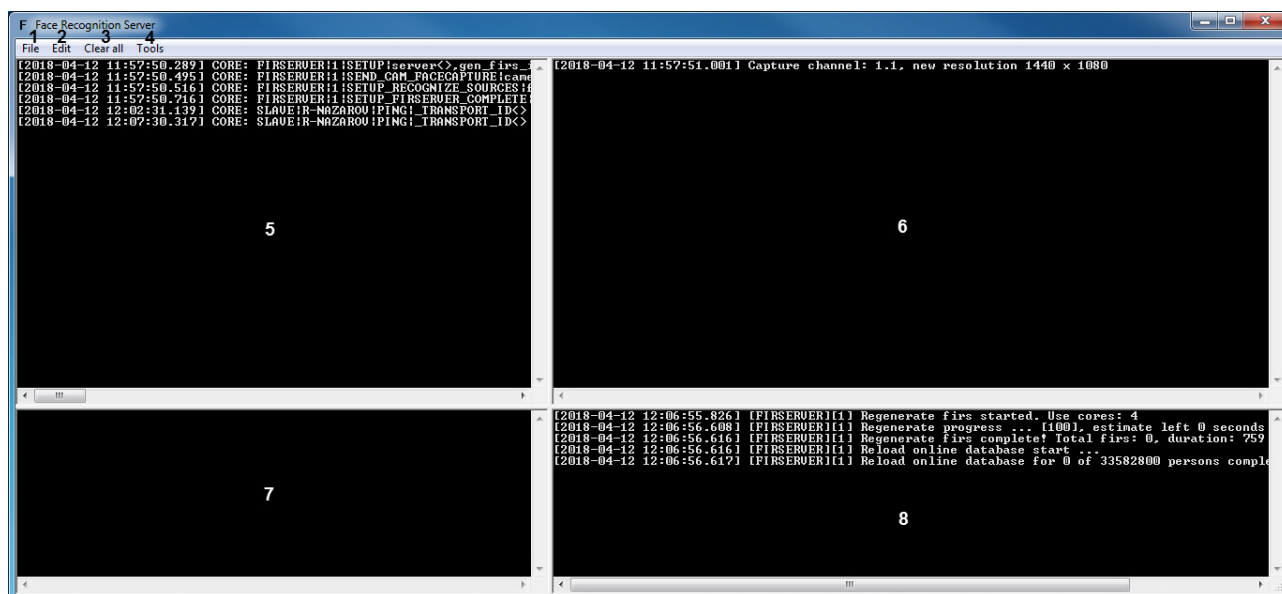 F Face Recognition Server
1 2 3 4
File Edit Clear all Tools
[2018-04-12 11:57:50.289] CORE: FIRSERVER|1|SETUP|server<>,gen_firs_
[2018-04-12 11:57:50.495] CORE: FIRSERVER|1|SEND_CAM_FACECAPTURE|came
[2018-04-12 11:57:50.516] CORE: FIRSERVER|1|SETUP_RECOGNIZE_SOURCES|
[2018-04-12 11:57:50.716] CORE: FIRSERVER|1|SETUP_FIRSERVER_COMPLETE|
[2018-04-12 12:02:31.139] CORE: SLAVE|R-NAZAROV|PING|_TRANSPORT_ID<>
[2018-04-12 12:07:30.317] CORE: SLAVE|R-NAZAROV|PING|_TRANSPORT_ID<>
5
[2018-04-12 11:57:51.001] Capture channel: 1.1, new resolution 1440 x 1080
6
7
[2018-04-12 12:06:55.826] [FIRSERVER][1] Regenerate firs started. Use cores: 4
[2018-04-12 12:06:56.608] [FIRSERVER][1] Regenerate progress ... [100], estimate left 0 seconds
[2018-04-12 12:06:56.616] [FIRSERVER][1] Regenerate firs complete! Total firs: 0, duration: 759
[2018-04-12 12:06:56.616] [FIRSERVER][1] Reload online database start ...
[2018-04-12 12:06:56.617] [FIRSERVER][1] Reload online database for 0 of 33582800 persons comple
8